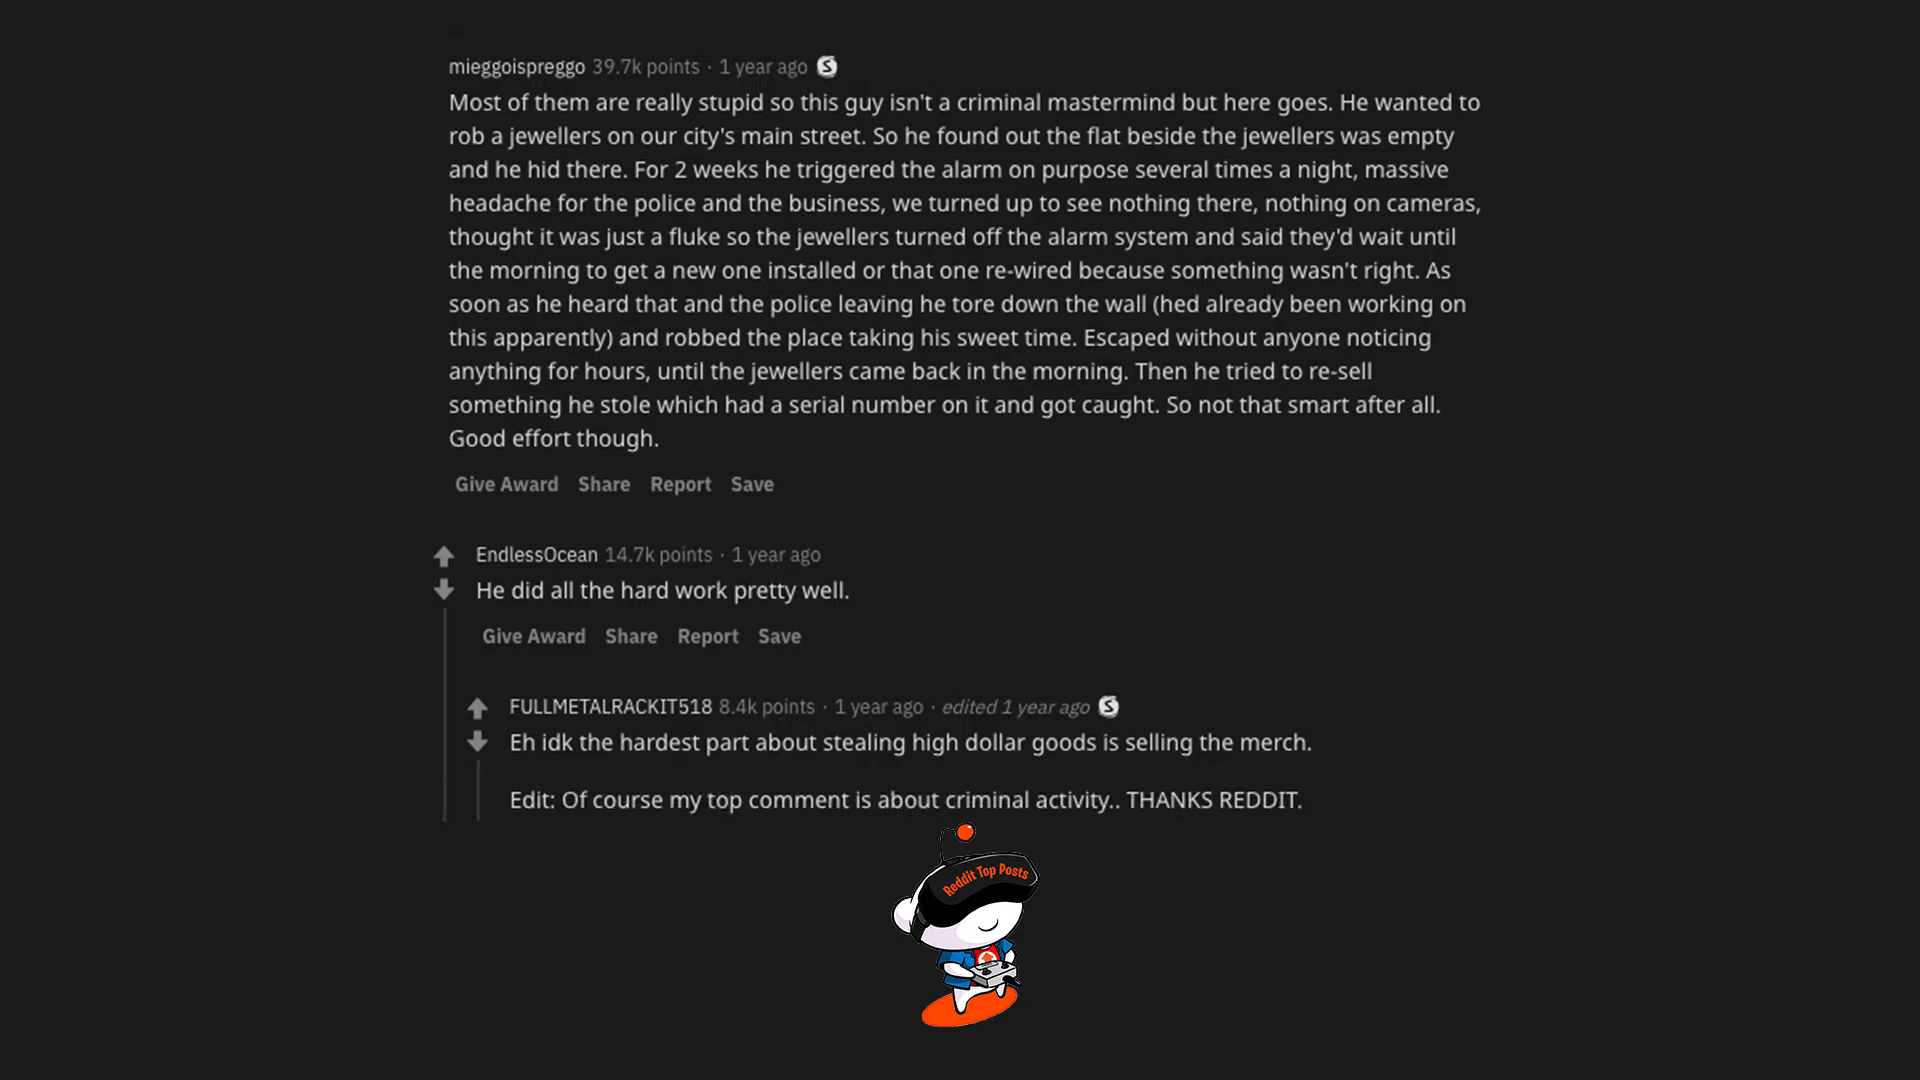 mieggoispreggo 39.7k points · 1 year ago
Most of them are really stupid so this guy isn't a criminal mastermind but here goes. He wanted to
rob a jewellers on our city's main street. So he found out the flat beside the jewellers was empty
and he hid there. For 2 weeks he triggered the alarm on purpose several times a night, massive
headache for the police and the business, we turned up to see nothing there, nothing on cameras,
thought it was just a fluke so the jewellers turned off the alarm system and said they'd wait until
the morning to get a new one installed or that one re-wired because something wasn't right. As
soon as he heard that and the police leaving he tore down the wall (hed already been working on
this apparently) and robbed the place taking his sweet time. Escaped without anyone noticing
anything for hours, until the jewellers came back in the morning. Then he tried to re-sell
something he stole which had a serial number on it and got caught. So not that smart after all.
Good effort though.
Give Award Share Report Save
EndlessOcean 14.7k points · 1 year ago
He did all the hard work pretty well.
Give Award Share Report Save
FULLMETALRACKIT518 8.4k points · 1 year ago · edited 1 year ago
Eh idk the hardest part about stealing high dollar goods is selling the merch.
Edit: Of course my top comment is about criminal activity.. THANKS REDDIT.
Reddit Top Posts